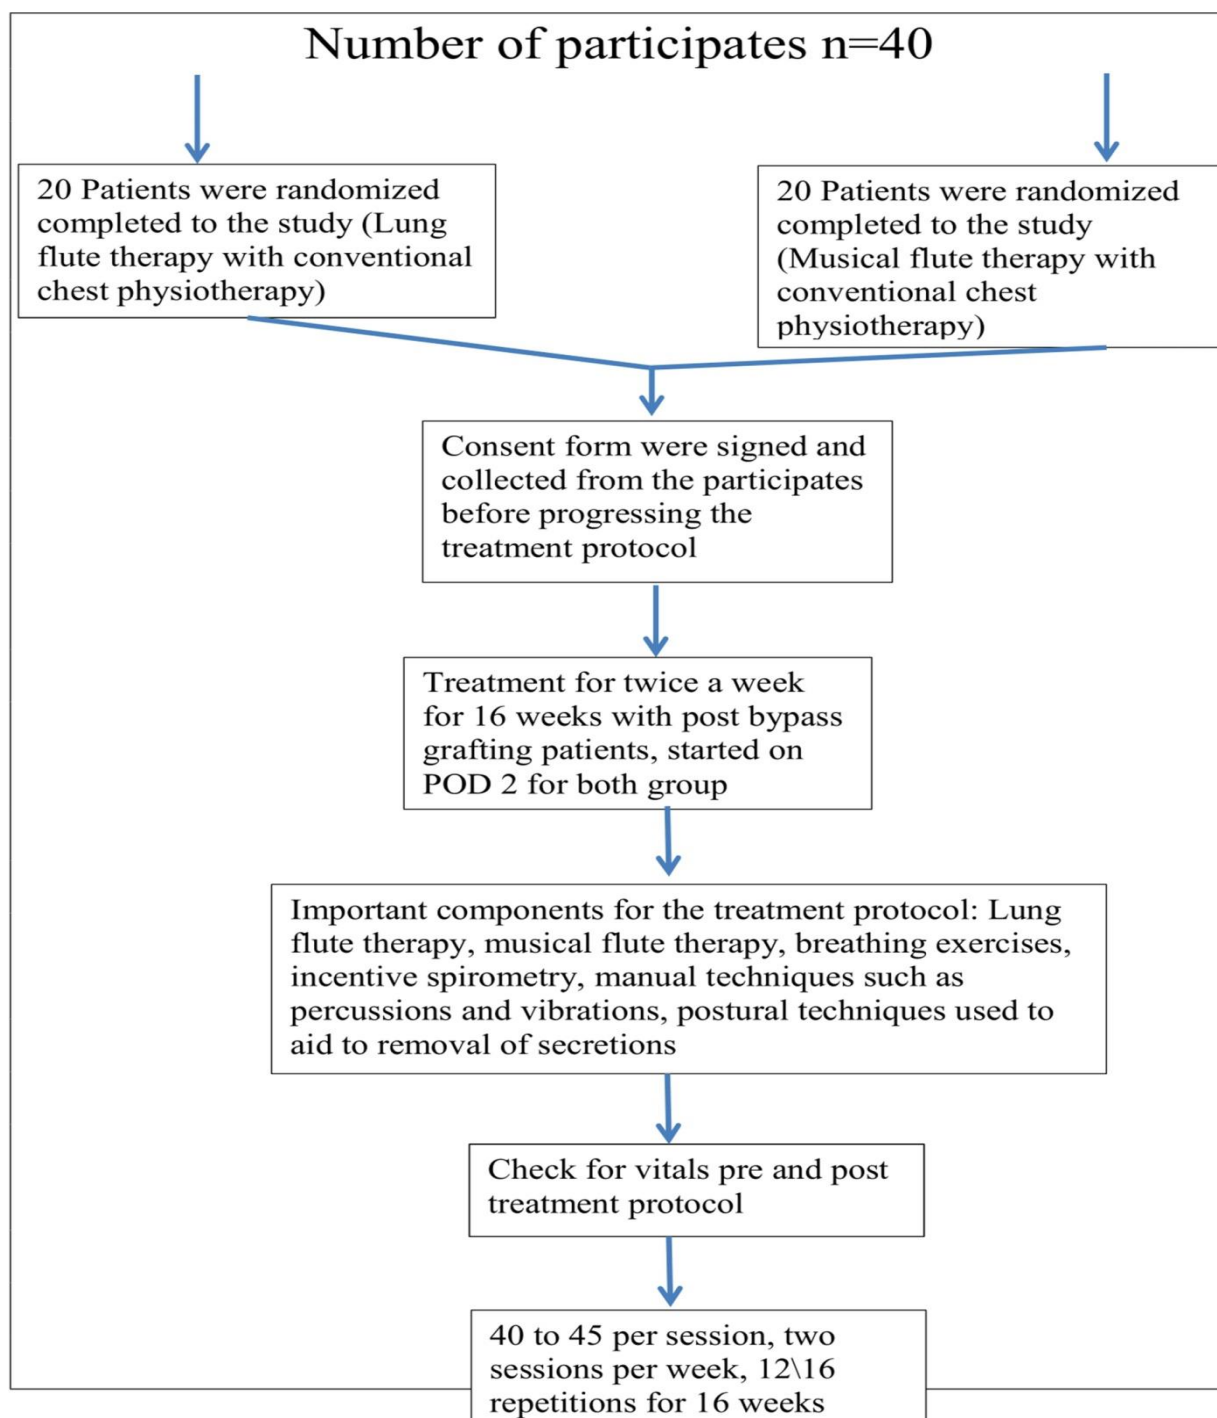 Number of participates n=40
20 Patients were randomized
completed to the study (Lung
flute therapy with conventional
chest physiotherapy)
20 Patients were randomized
completed to the study
(Musical flute therapy with
conventional chest
physiotherapy)
Consent form were signed and
collected from the participates
before progressing the
treatment protocol
Treatment for twice a week
for 16 weeks with post bypass
grafting patients, started on
POD 2 for both group
Important components for the treatment protocol: Lung
flute therapy, musical flute therapy, breathing exercises,
incentive spirometry, manual techniques such as
percussions and vibrations, postural techniques used to
aid to removal of secretions
Check for vitals pre and post
treatment protocol
40 to 45 per session, two
sessions per week, 12\16
repetitions for 16 weeks